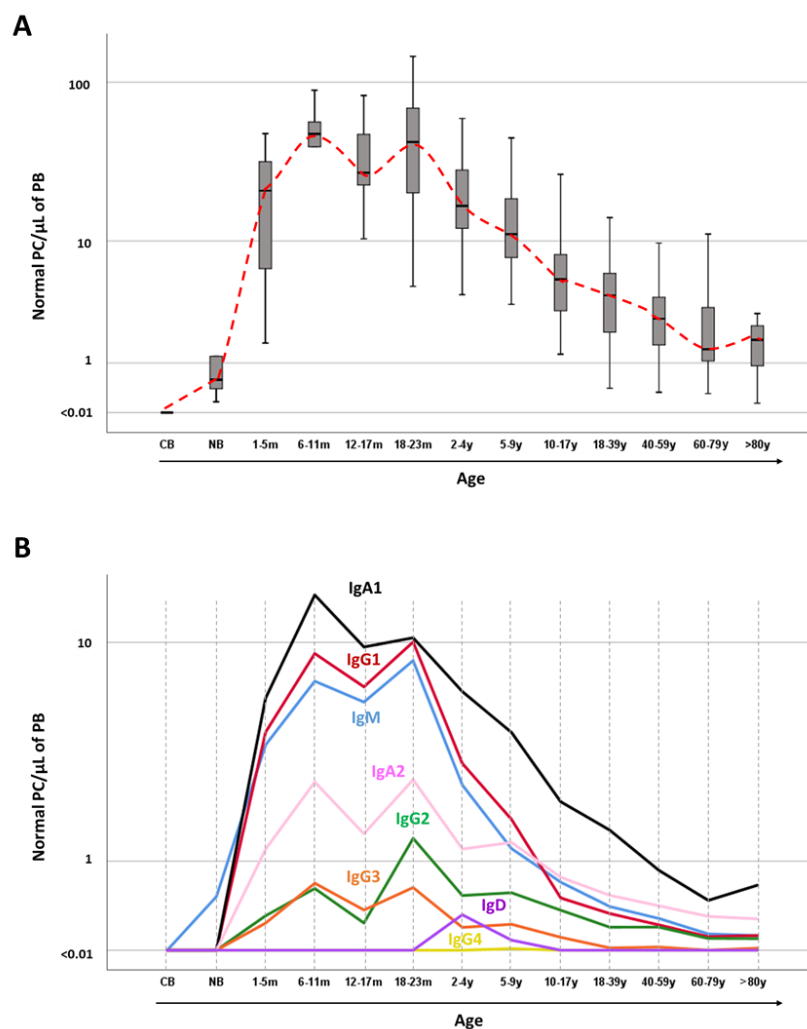 A
Normal PC/µL of PB
100
10
1
<0.01
CB NB 1-5m 6-11m 12-17m 18-23m 2-4y 5-9y 10-17y 18-39y 40-59y 60-79y >80y
Age
B
Normal PC/µL of PB
10
1
<0.01
IgA1
IgG1
IgM
IgA2
IgG2
IgG3
IgD
IgG4
CB NB 1-5m 6-11m 12-17m 18-23m 2-4y 5-9y 10-17y 18-39y 40-59y 60-79y >80y
Age